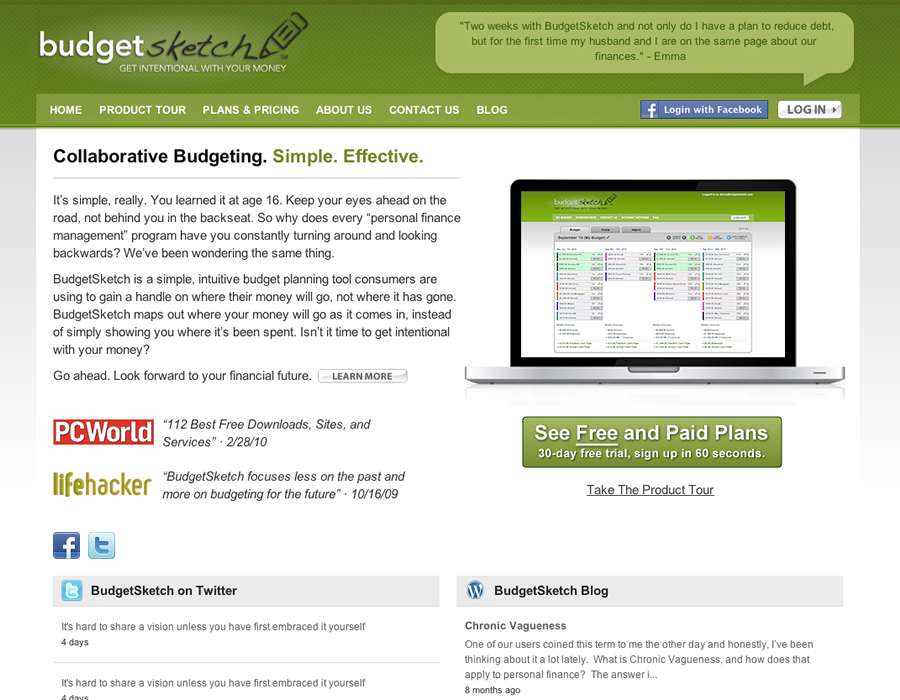 budget sketch
TM
GET INTENTIONAL WITH YOUR MONEY
"Two weeks with BudgetSketch and not only do I have a plan to reduce debt,
but for the first time my husband and I are on the same page about our
finances." - Emma
HOME PRODUCT TOUR PLANS & PRICING ABOUT US CONTACT US BLOG
Login with Facebook
LOG IN
Collaborative Budgeting. Simple. Effective.
It's simple, really. You learned it at age 16. Keep your eyes ahead on the
road, not behind you in the backseat. So why does every “personal finance
management” program have you constantly turning around and looking
backwards? We've been wondering the same thing.
BudgetSketch is a simple, intuitive budget planning tool consumers are
using to gain a handle on where their money will go, not where it has gone.
BudgetSketch maps out where your money will go as it comes in, instead
of simply showing you where it's been spent. Isn't it time to get intentional
with your money?
Go ahead. Look forward to your financial future. LEARN MORE
budget sketch
PCWorld
“112 Best Free Downloads, Sites, and
Services” · 2/28/10
lifehacker
“BudgetSketch focuses less on the past and
more on budgeting for the future” · 10/16/09
See Free and Paid Plans
30-day free trial, sign up in 60 seconds.
Take The Product Tour
BudgetSketch on Twitter
It's hard to share a vision unless you have first embraced it yourself
4 days
It's hard to share a vision unless you have first embraced it yourself
4 days
BudgetSketch Blog
Chronic Vagueness
One of our users coined this term to me the other day and honestly, I've been
thinking about it a lot lately. What is Chronic Vagueness, and how does that
apply to personal finance? The answer i...
8 months ago